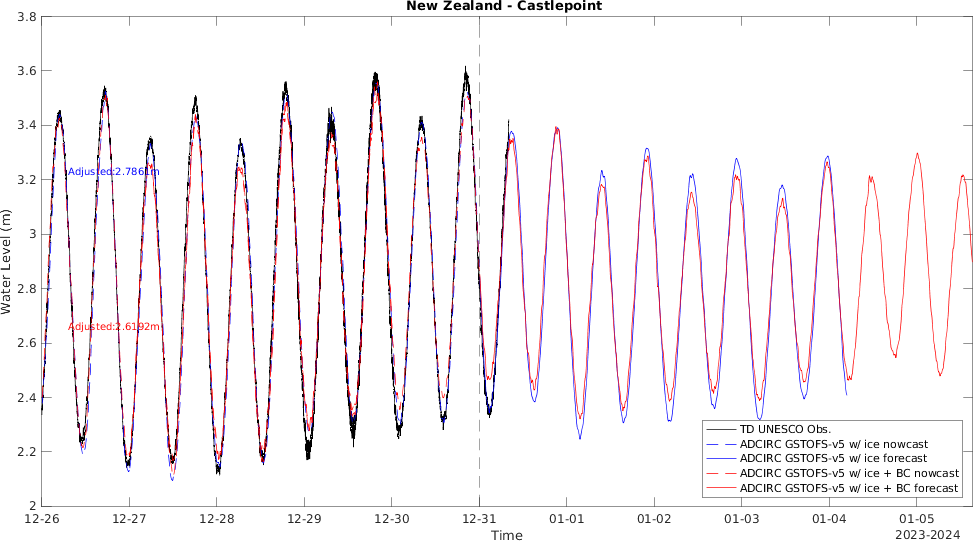 New Zealand - Castlepoint
3.8
3.6
3.4
3.2
3
2.8
2.6
2.4
2.2
2
Water Level (m)
Adjusted:2.7861m
Adjusted:2.6192m
TD UNESCO Obs.
ADCIRC GSTOFS-v5 w/ ice nowcast
ADCIRC GSTOFS-v5 w/ ice forecast
ADCIRC GSTOFS-v5 w/ ice + BC nowcast
ADCIRC GSTOFS-v5 w/ ice + BC forecast
12-26 12-27 12-28 12-29 12-30 12-31 01-01 01-02 01-03 01-04 01-05
Time
2023-2024